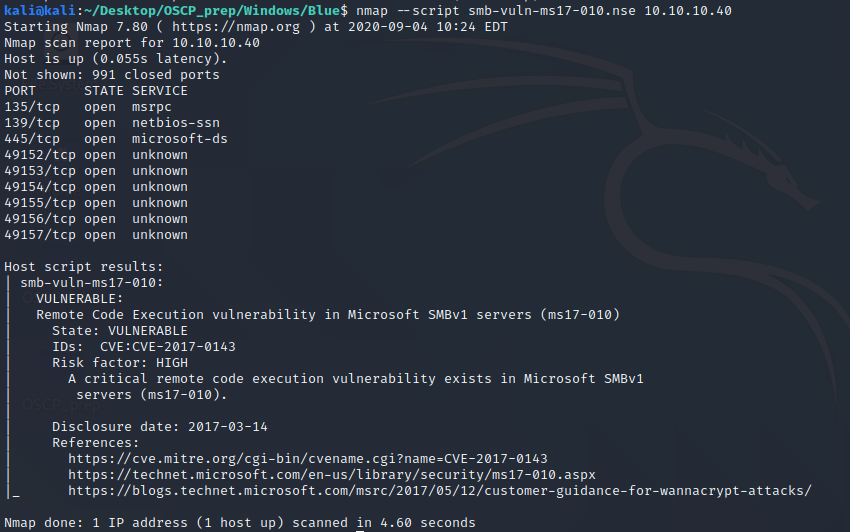 kali@kali:~/Desktop/OSCP_prep/Windows/Blue$ nmap --script smb-vuln-ms17-010.nse 10.10.10.40
Starting Nmap 7.80 ( https://nmap.org ) at 2020-09-04 10:24 EDT
Nmap scan report for 10.10.10.40
Host is up (0.055s latency).
Not shown: 991 closed ports
PORT      STATE SERVICE
135/tcp   open  msrpc
139/tcp   open  netbios-ssn
445/tcp   open  microsoft-ds
49152/tcp open  unknown
49153/tcp open  unknown
49154/tcp open  unknown
49155/tcp open  unknown
49156/tcp open  unknown
49157/tcp open  unknown

Host script results:
| smb-vuln-ms17-010:
|   VULNERABLE:
|   Remote Code Execution vulnerability in Microsoft SMBv1 servers (ms17-010)
|     State: VULNERABLE
|     IDs:  CVE:CVE-2017-0143
|     Risk factor: HIGH
|       A critical remote code execution vulnerability exists in Microsoft SMBv1
|        servers (ms17-010).
|
|     Disclosure date: 2017-03-14
|     References:
|       https://cve.mitre.org/cgi-bin/cvename.cgi?name=CVE-2017-0143
|       https://technet.microsoft.com/en-us/library/security/ms17-010.aspx
|_      https://blogs.technet.microsoft.com/msrc/2017/05/12/customer-guidance-for-wannacrypt-attacks/

Nmap done: 1 IP address (1 host up) scanned in 4.60 seconds